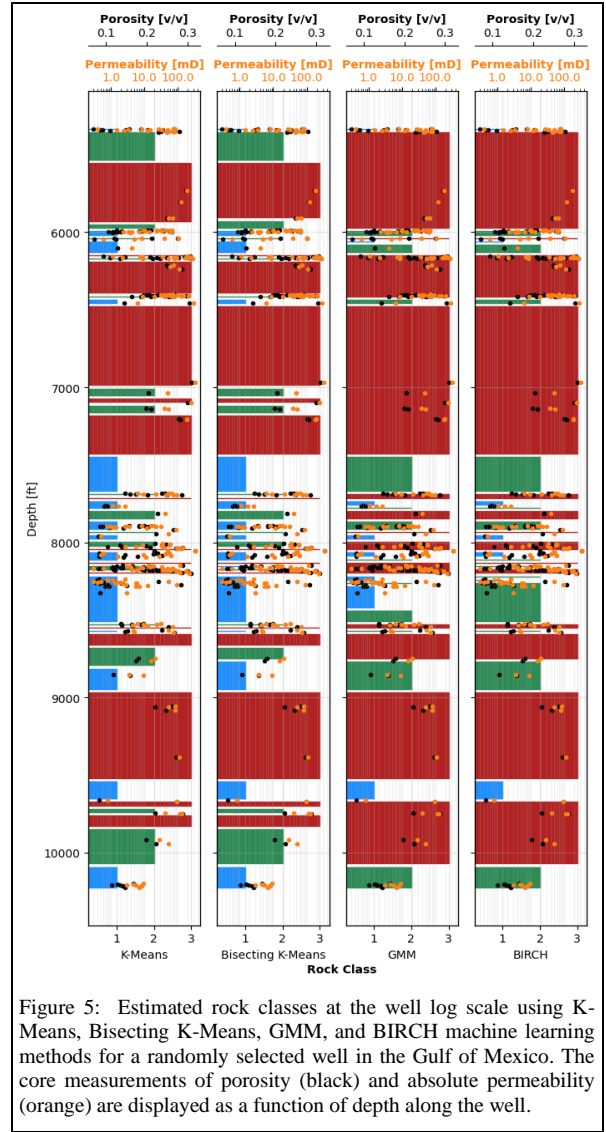 Porosity [v/v] Porosity [v/v] Porosity [v/v] Porosity [v/v]
0.1 0.2 0.3 0.1 0.2 0.3 0.1 0.2 0.3 0.1 0.2 0.3
Permeability [mD] Permeability [mD] Permeability [mD] Permeability [mD]
1.0 10.0 100.0 1.0 10.0 100.0 1.0 10.0 100.0 1.0 10.0 100.0
6000
7000
Depth [ft]
8000
9000
10000
1 2 3 1 2 3 1 2 3 1 2 3
K-Means Bisecting K-Means GMM BIRCH
Rock Class
Figure 5: Estimated rock classes at the well log scale using K-
Means, Bisecting K-Means, GMM, and BIRCH machine learning
methods for a randomly selected well in the Gulf of Mexico. The
core measurements of porosity (black) and absolute permeability
(orange) are displayed as a function of depth along the well.